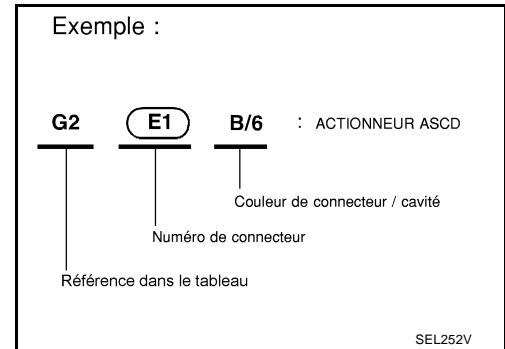 Exemple :
G2 E1 B/6 : ACTIONNEUR ASCD
Couleur de connecteur / cavité
Numéro de connecteur
Référence dans le tableau
SEL252V